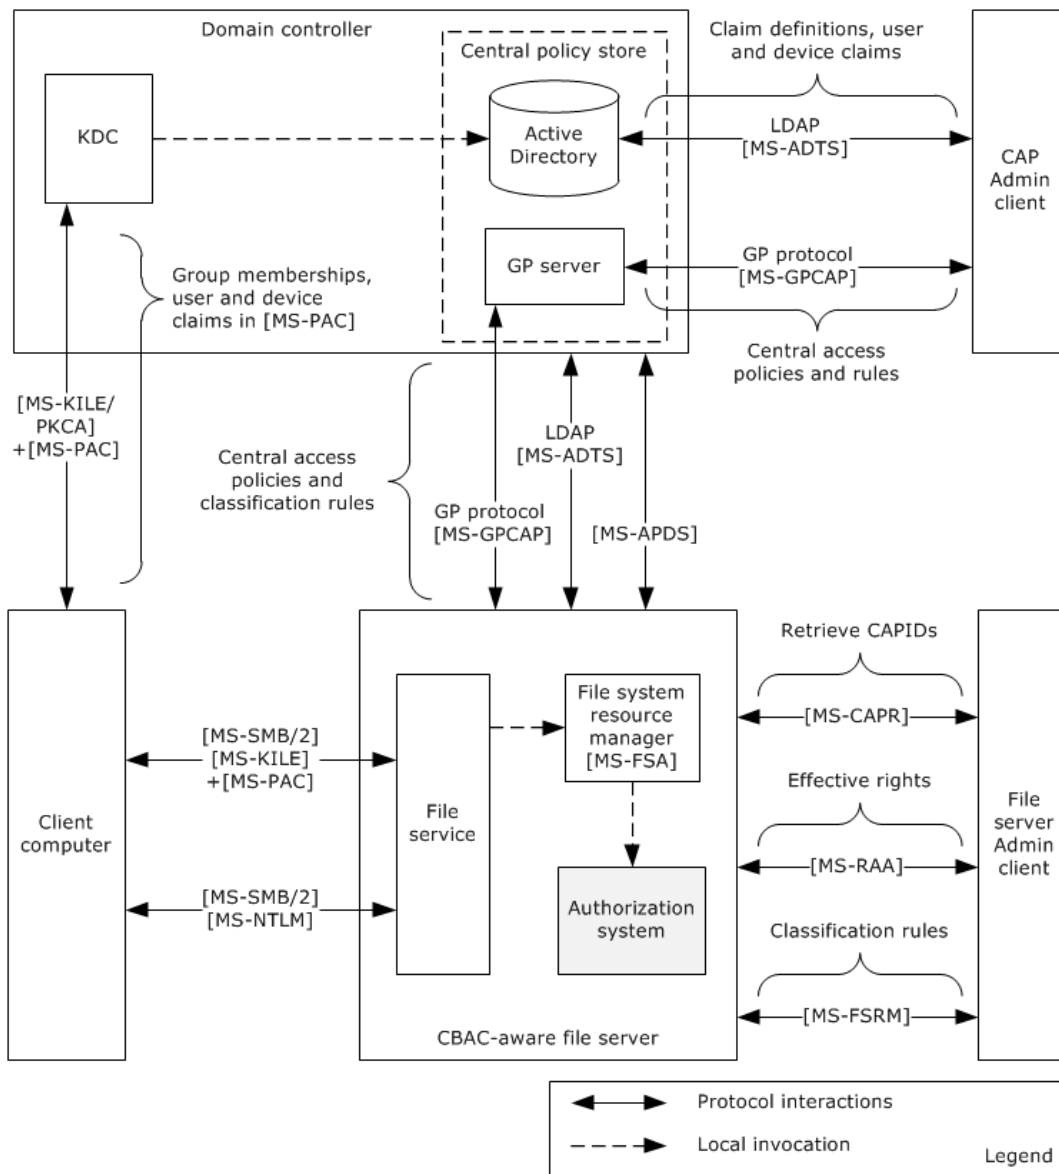 Domain controller
Central policy store
KDC
Active
Directory
GP server
Claim definitions, user
and device claims
LDAP
[MS-ADTS]
CAP
Admin
client
GP protocol
[MS-GPCAP]
Central access
policies and rules
Group memberships,
user and device
claims in [MS-PAC]
[MS-KILE/
PKCA]
+[MS-PAC]
Central access
policies and
classification rules
LDAP
[MS-ADTS]
GP protocol
[MS-GPCAP]
[MS-APDS]
Client
computer
[MS-SMB/2]
[MS-KILE]
+[MS-PAC]
[MS-SMB/2]
[MS-NTLM]
File
service
File system
resource
manager
[MS-FSA]
Authorization
system
CBAC-aware file server
Retrieve CAPIDs
[MS-CAPR]
Effective rights
[MS-RAA]
Classification rules
[MS-FSRM]
File
server
Admin
client
Protocol interactions
Local invocation
Legend